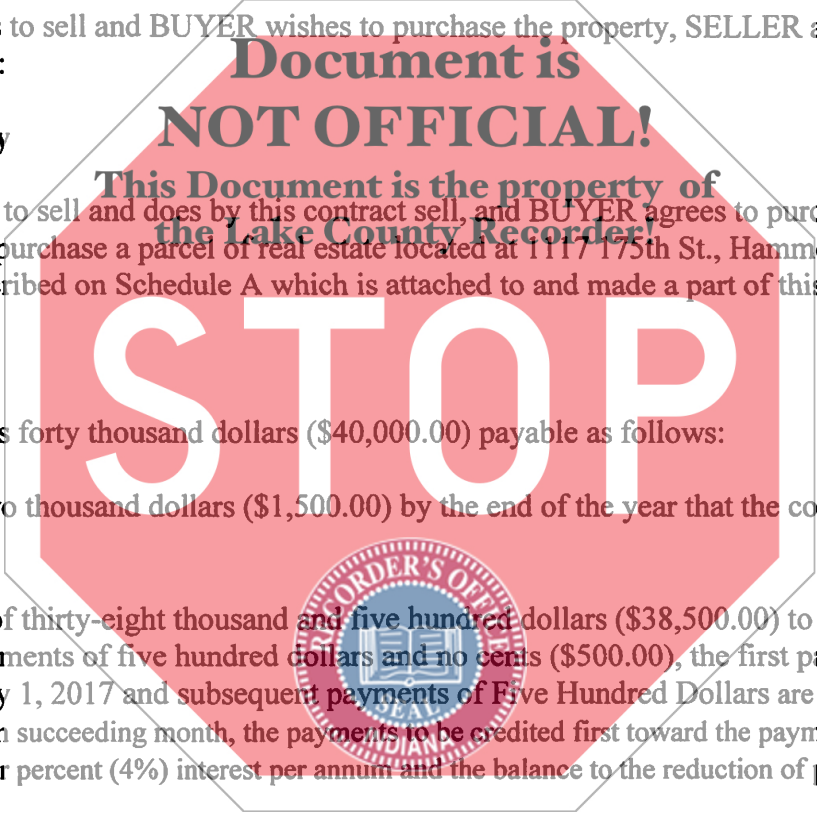 s to sell and BUYER wishes to purchase the property, SELLER a
:
Document is
NOT OFFICIAL!
y
This Document is the property of
the Lake County Recorder!
to sell and does by this contract sell, and BUYER agrees to purc
purchase a parcel of real estate located at 1117 175th St., Hamm
ribed on Schedule A which is attached to and made a part of this
STOP
s forty thousand dollars ($40,000.00) payable as follows:
o thousand dollars ($1,500.00) by the end of the year that the co
of thirty-eight thousand and five hundred dollars ($38,500.00) to
ments of five hundred dollars and no cents ($500.00), the first pa
y 1, 2017 and subsequent payments of Five Hundred Dollars are
n succeeding month, the payments to be credited first toward the paym
r percent (4%) interest per annum and the balance to the reduction of p
RECORDER'S OFFICE
SEAL
INDIANA